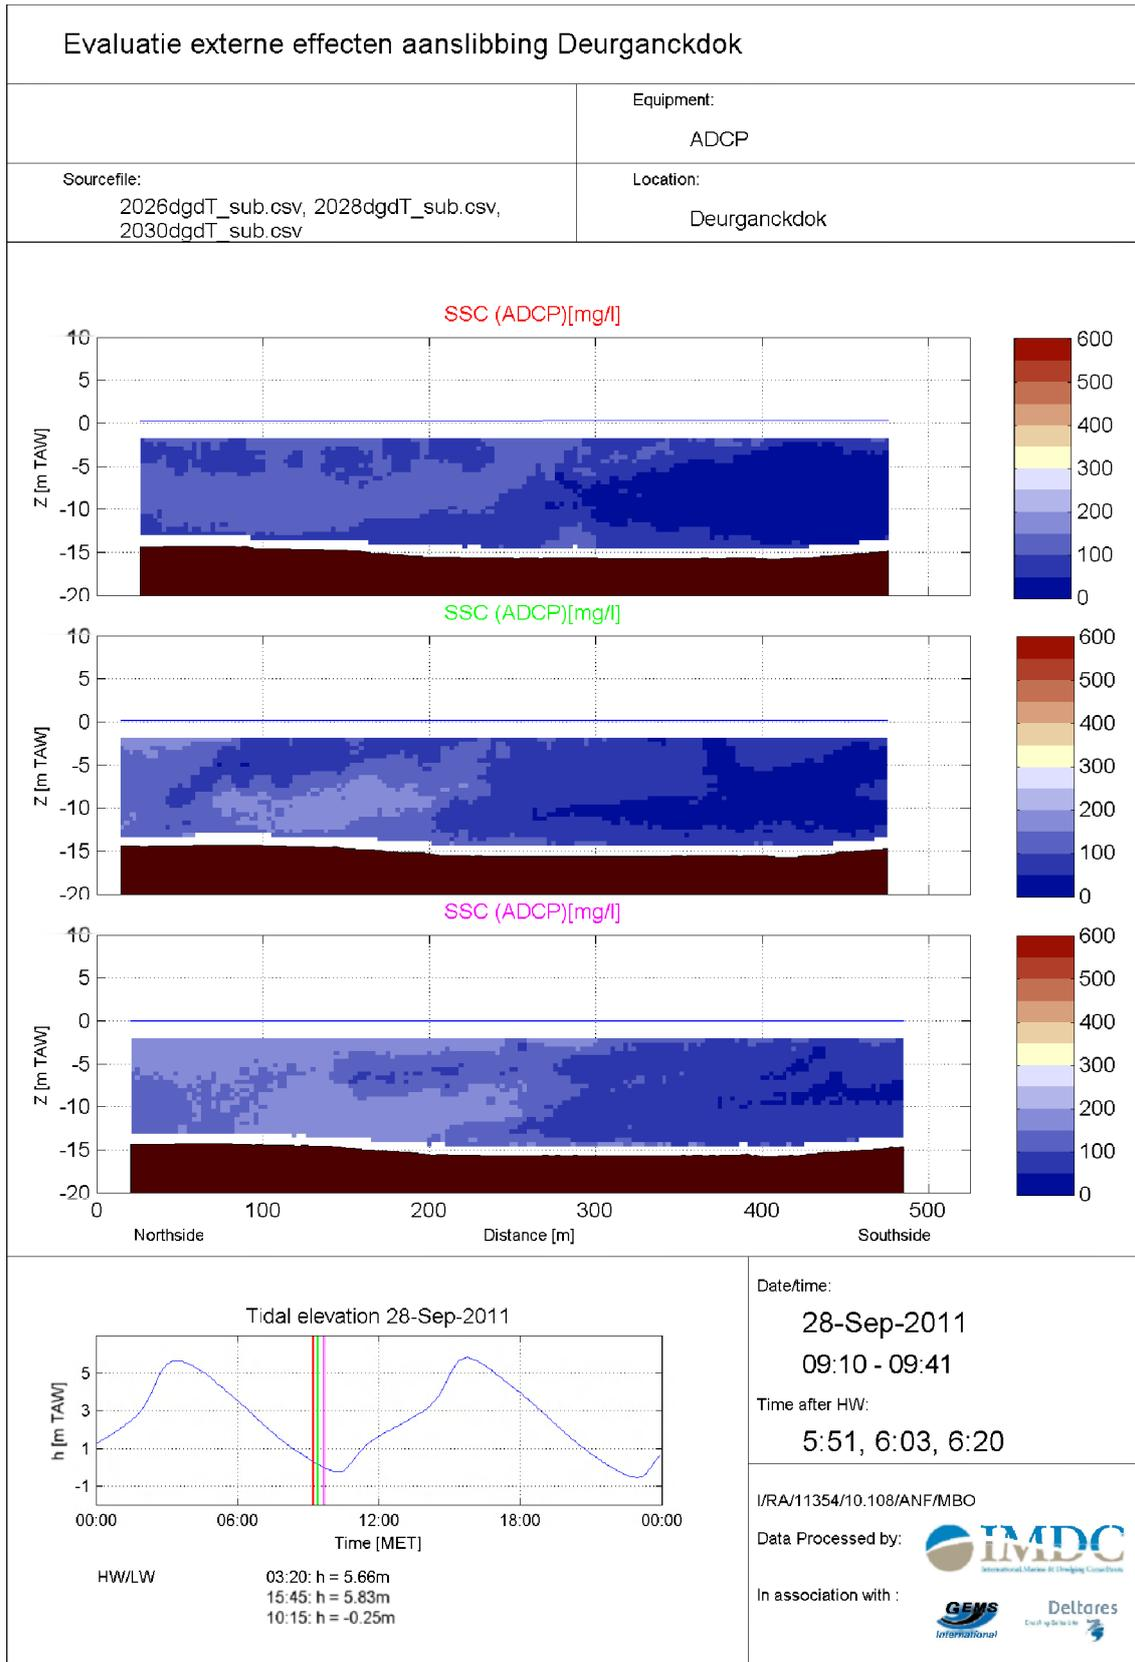 Evaluatie externe effecten aanslibbing Deurganckdok
Equipment:
ADCP
Sourcefile:
2026dgdT_sub.csv, 2028dgdT_sub.csv,
2030dgdT_sub.csv
Location:
Deurganckdok
SSC (ADCP)[mg/l]
10
5
0
-5
-10
-15
-20
Z [m TAW]
600
500
400
300
200
100
0
SSC (ADCP)[mg/l]
10
5
0
-5
-10
-15
-20
Z [m TAW]
600
500
400
300
200
100
0
SSC (ADCP)[mg/l]
10
5
0
-5
-10
-15
-20
Z [m TAW]
600
500
400
300
200
100
0
0 100 200 300 400 500
Northside Distance [m] Southside
Tidal elevation 28-Sep-2011
5
3
1
-1
h [m TAW]
00:00 06:00 12:00 18:00 00:00
Time [MET]
HW/LW 03:20: h = 5.66m
15:45: h = 5.83m
10:15: h = -0.25m
Date/time:
28-Sep-2011
09:10 - 09:41
Time after HW:
5:51, 6:03, 6:20
I/RA/11354/10.108/ANF/MBO
Data Processed by:
IMDC
International Marine & Dredging Consultants
In association with :
GEMS
International
Deltares